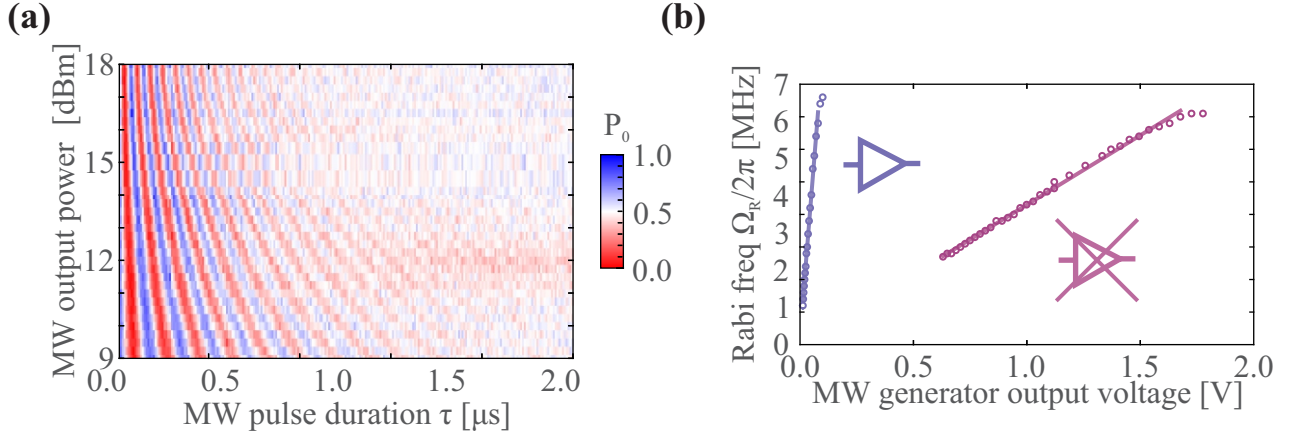 (a)
MW output power [dBm]
18
15
12
9
0.0 0.5 1.0 1.5 2.0
MW pulse duration τ [μs]
P0
1.0
0.5
0.0
(b)
Rabi freq ΩR/2π [MHz]
7
6
5
4
3
2
1
0
0.0 0.5 1.0 1.5 2.0
MW generator output voltage [V]